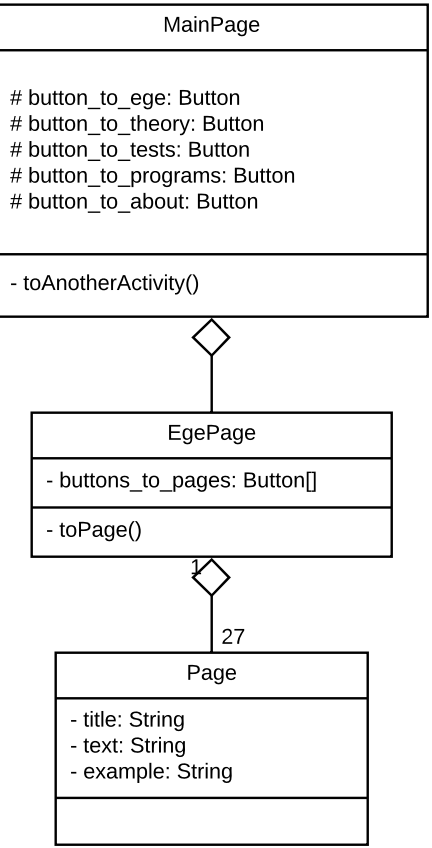 MainPage
# button_to_ege: Button
# button_to_theory: Button
# button_to_tests: Button
# button_to_programs: Button
# button_to_about: Button
- toAnotherActivity()
EgePage
- buttons_to_pages: Button[]
- toPage()
1
27
Page
- title: String
- text: String
- example: String